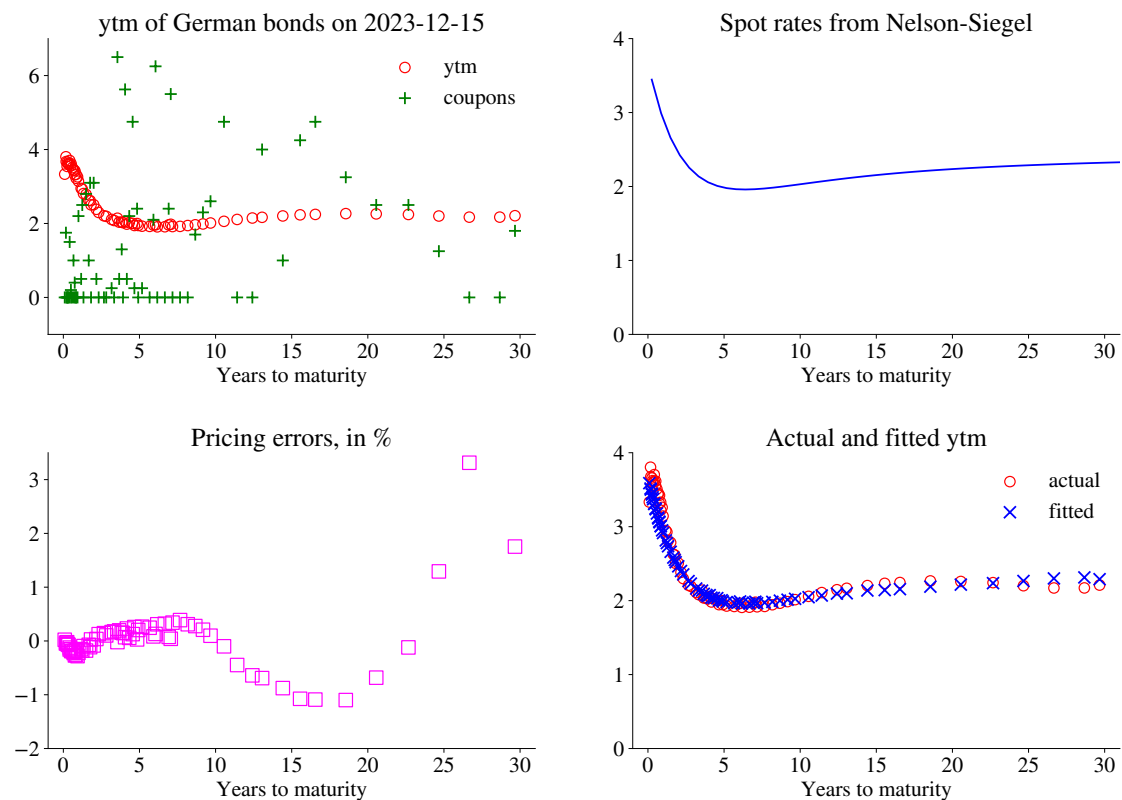 ytm of German bonds on 2023-12-15
6
4
2
0
ytm
coupons
0 5 10 15 20 25 30
Years to maturity
Spot rates from Nelson-Siegel
4
3
2
1
0
0 5 10 15 20 25 30
Years to maturity
Pricing errors, in %
3
2
1
0
−1
−2
0 5 10 15 20 25 30
Years to maturity
Actual and fitted ytm
4
3
2
1
0
actual
fitted
0 5 10 15 20 25 30
Years to maturity